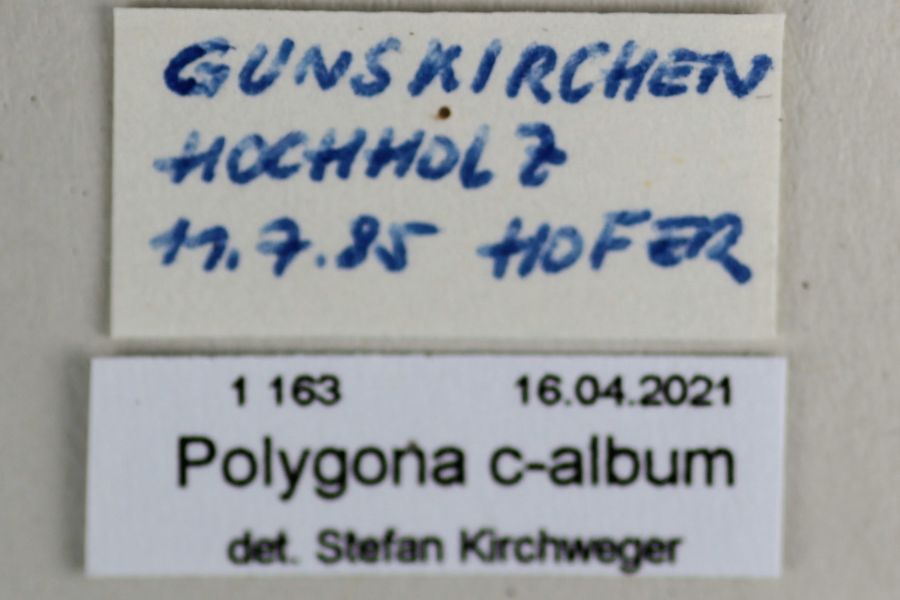 GUNSKIRCHEN
HOCHHOLZ
11.7.85 HOFER
1 163 16.04.2021
Polygona c-album
det. Stefan Kirchweger